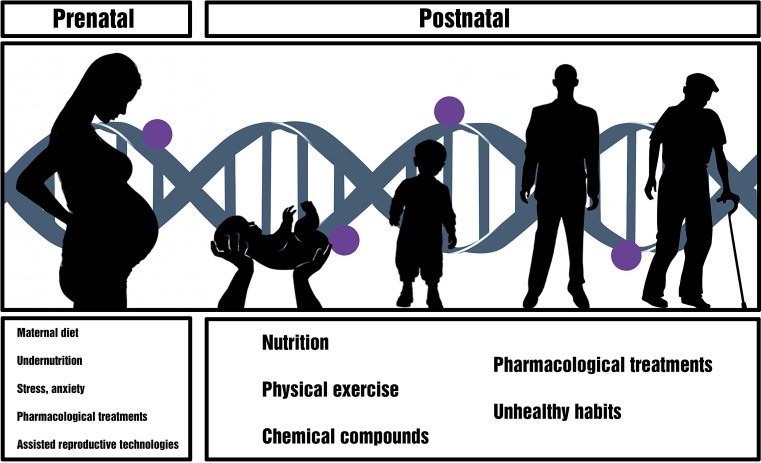 Prenatal
Postnatal
Maternal diet
Undernutrition
Stress, anxiety
Pharmacological treatments
Assisted reproductive technologies
Nutrition
Physical exercise
Chemical compounds
Pharmacological treatments
Unhealthy habits